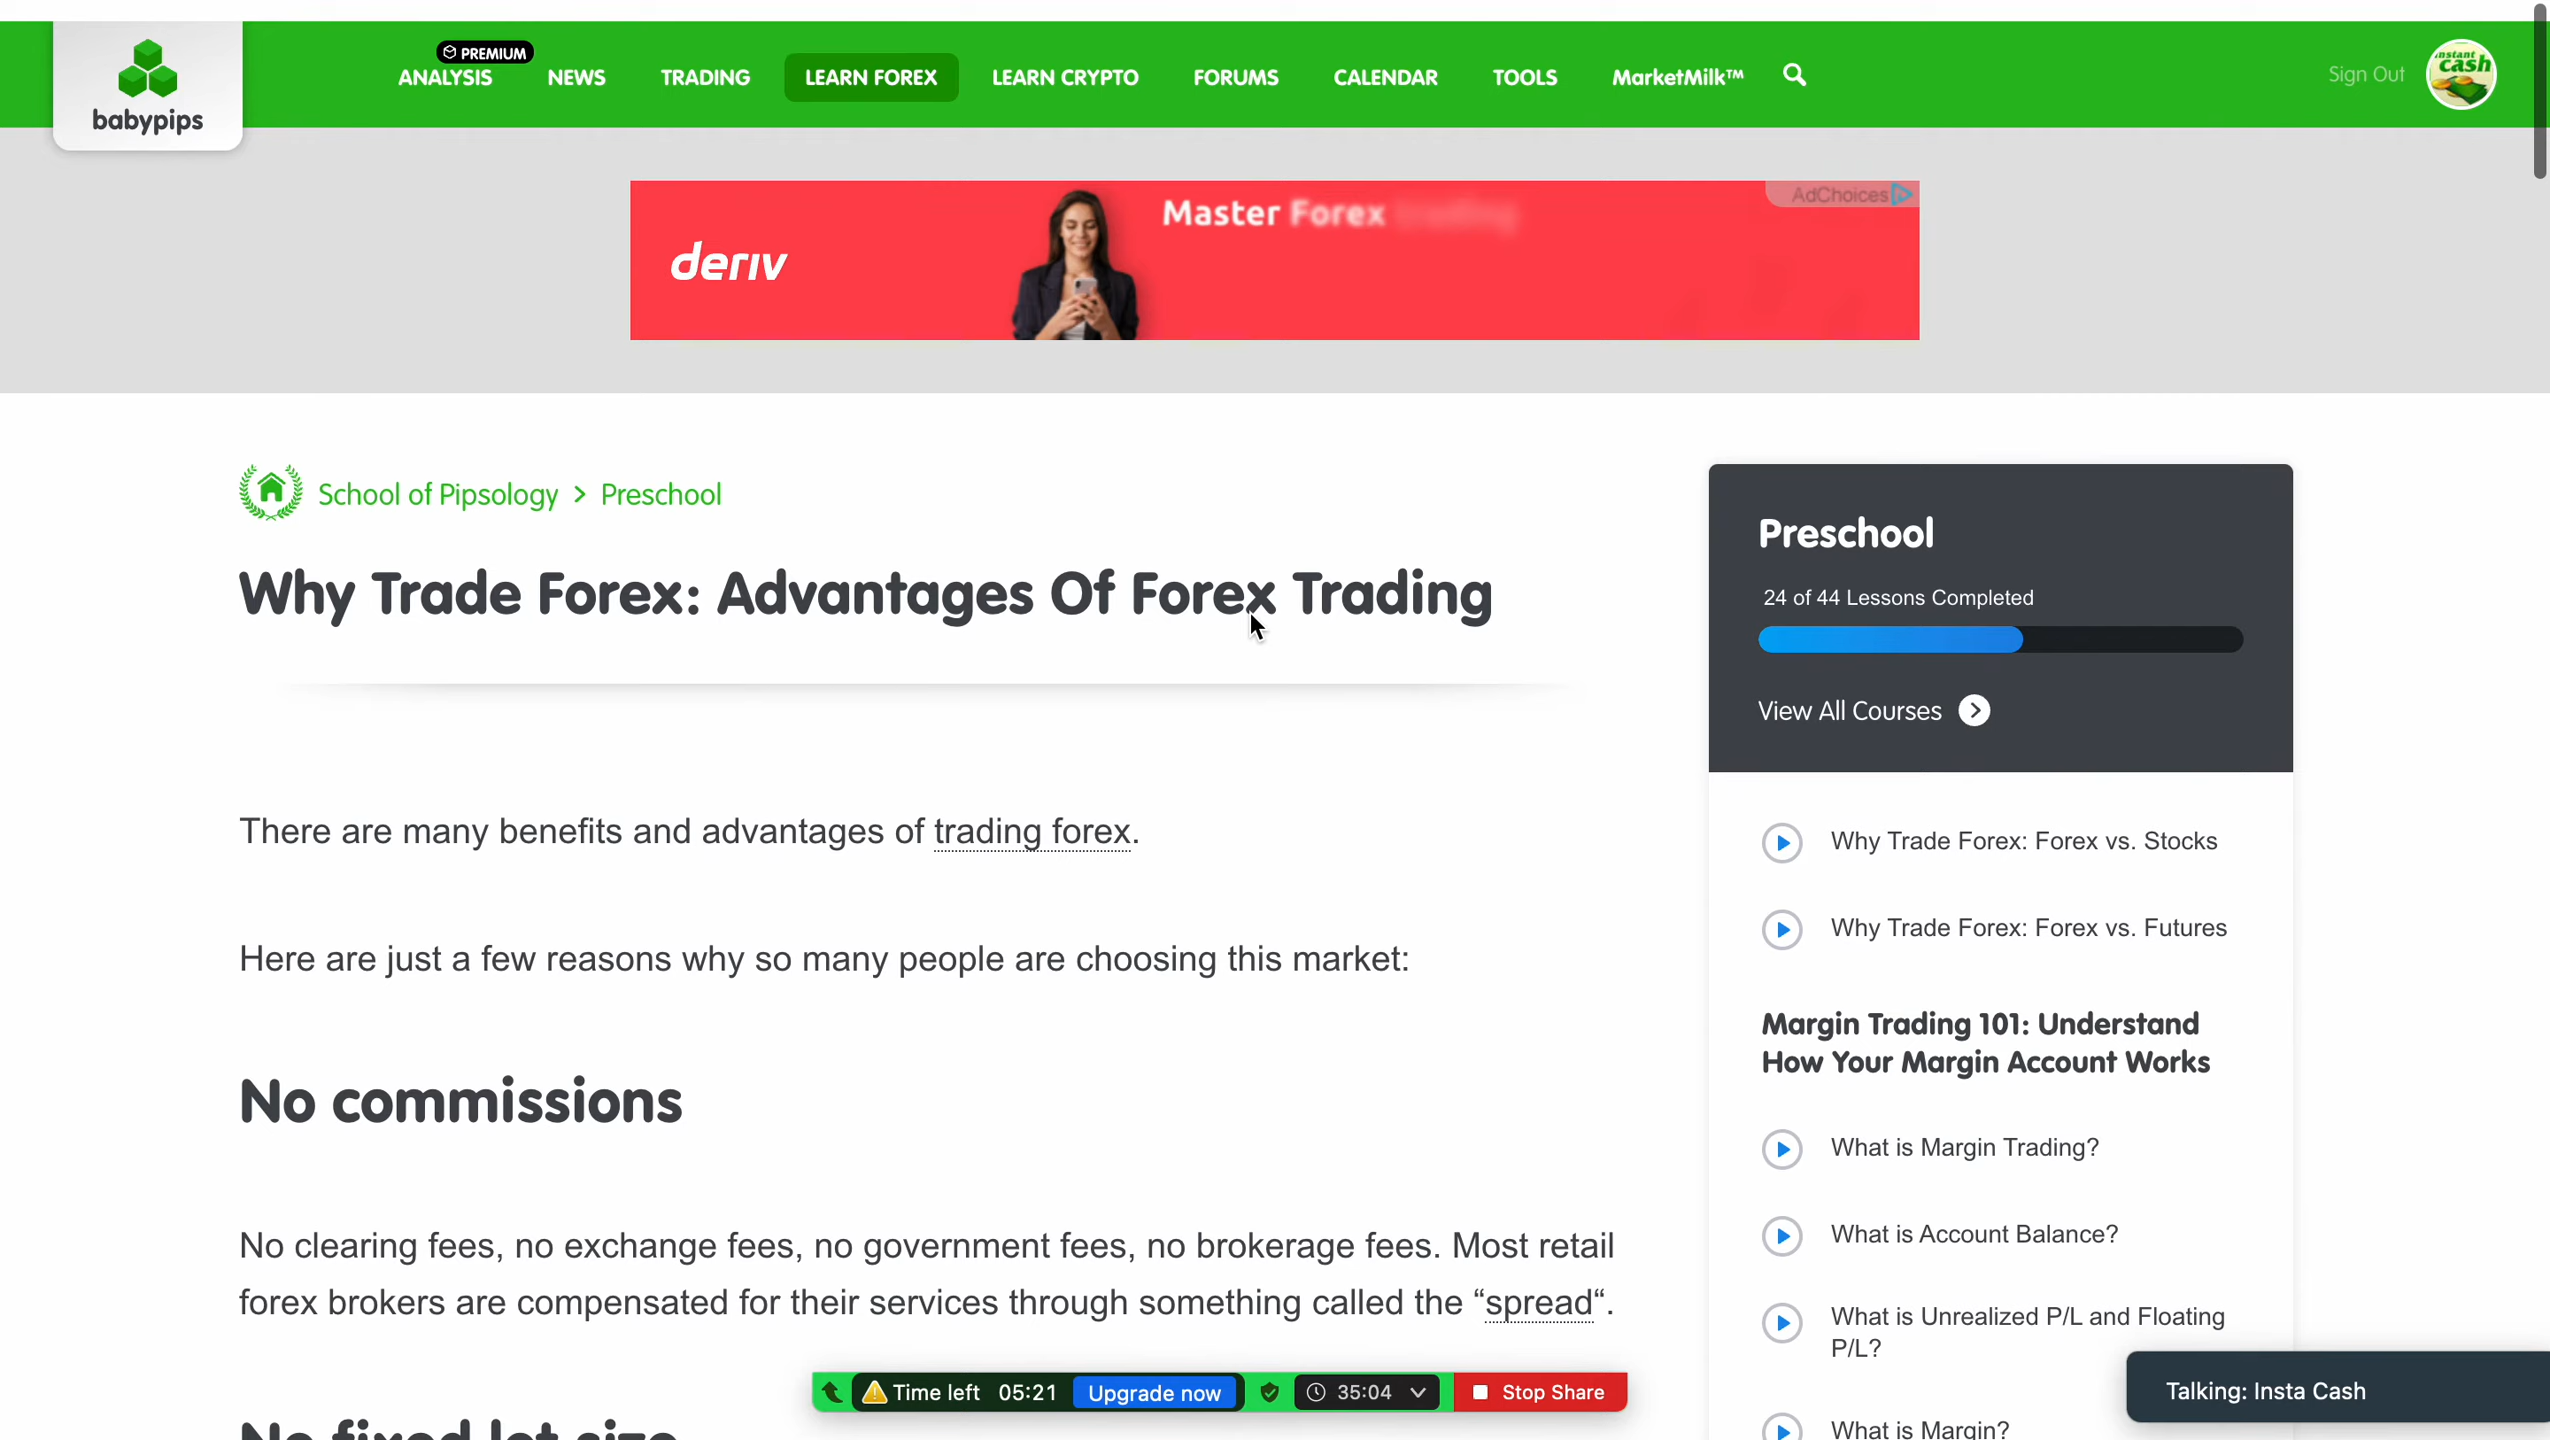 PREMIUM
babypips
ANALYSIS NEWS TRADING LEARN FOREX LEARN CRYPTO FORUMS CALENDAR TOOLS MarketMilk™ Sign Out
instant
cash
deriv
Master Forex trading
AdChoices
School of Pipsology > Preschool
Why Trade Forex: Advantages Of Forex Trading
There are many benefits and advantages of trading forex.
Here are just a few reasons why so many people are choosing this market:
No commissions
No clearing fees, no exchange fees, no government fees, no brokerage fees. Most retail
forex brokers are compensated for their services through something called the “spread“.
No fixed lot size
Preschool
24 of 44 Lessons Completed
View All Courses
Why Trade Forex: Forex vs. Stocks
Why Trade Forex: Forex vs. Futures
Margin Trading 101: Understand
How Your Margin Account Works
What is Margin Trading?
What is Account Balance?
What is Unrealized P/L and Floating
P/L?
What is Margin?
Time left 05:21 Upgrade now 35:04 Stop Share
Talking: Insta Cash